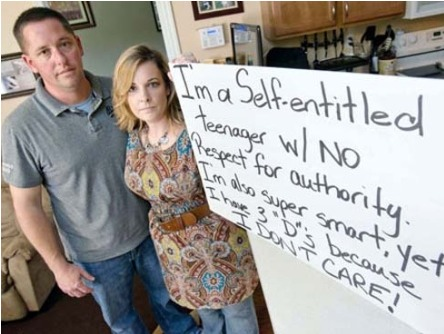 I'm a Self-entitled
teenager w/ NO
Respect for authority.
I'm also super smart, yet
I have 3 "D"s because
I DON'T CARE!